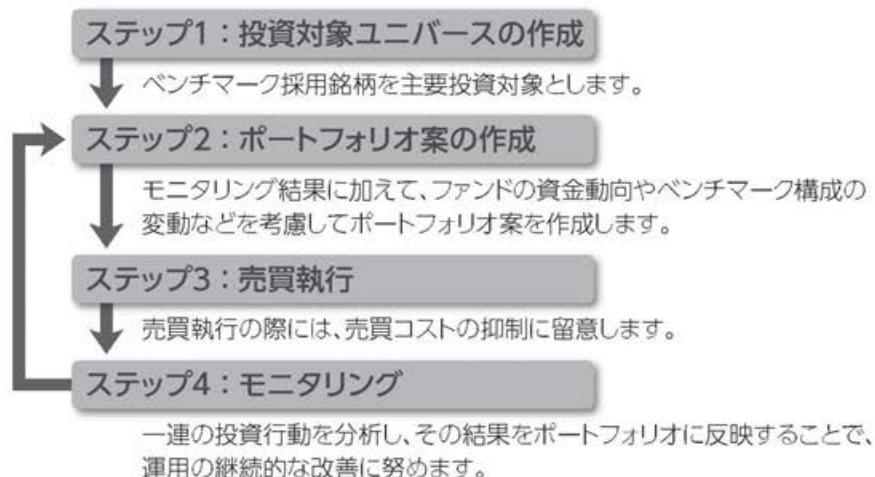 ステップ1：投資対象ユニバースの作成
ベンチマーク採用銘柄を主要投資対象とします。
ステップ2：ポートフォリオ案の作成
モニタリング結果に加えて、ファンドの資金動向やベンチマーク構成の
変動などを考慮してポートフォリオ案を作成します。
ステップ3：売買執行
売買執行の際には、売買コストの抑制に留意します。
ステップ4：モニタリング
一連の投資行動を分析し、その結果をポートフォリオに反映することで、
運用の継続的な改善に努めます。